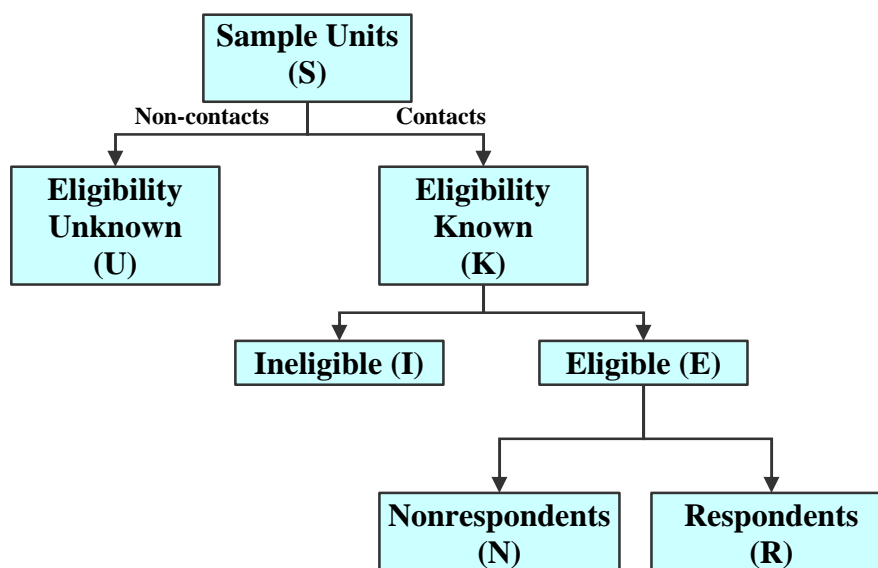 Sample Units
(S)
Non-contacts
Contacts
Eligibility
Unknown
(U)
Eligibility
Known
(K)
Ineligible (I)
Eligible (E)
Nonrespondents
(N)
Respondents
(R)